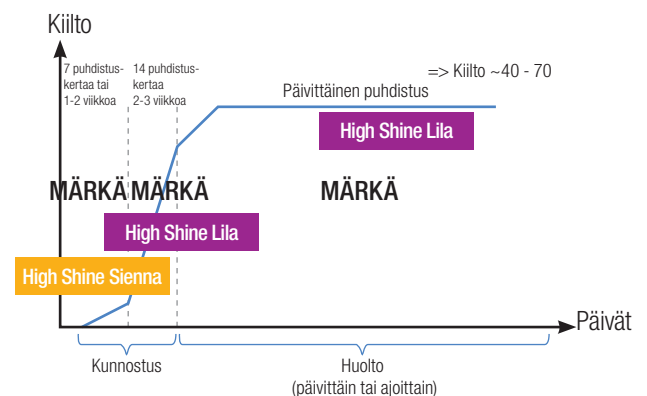 Kiilto
7 puhdistus-
kertaa tai
1-2 viikkoa
14 puhdistus-
kertaa
2-3 viikkoa
=> Kiilto ~40 - 70
Päivittäinen puhdistus
High Shine Lila
MÄRKÄ
MÄRKÄ
MÄRKÄ
High Shine Lila
High Shine Sienna
Päivät
Kunnostus
Huolto
(päivittäin tai ajoittain)